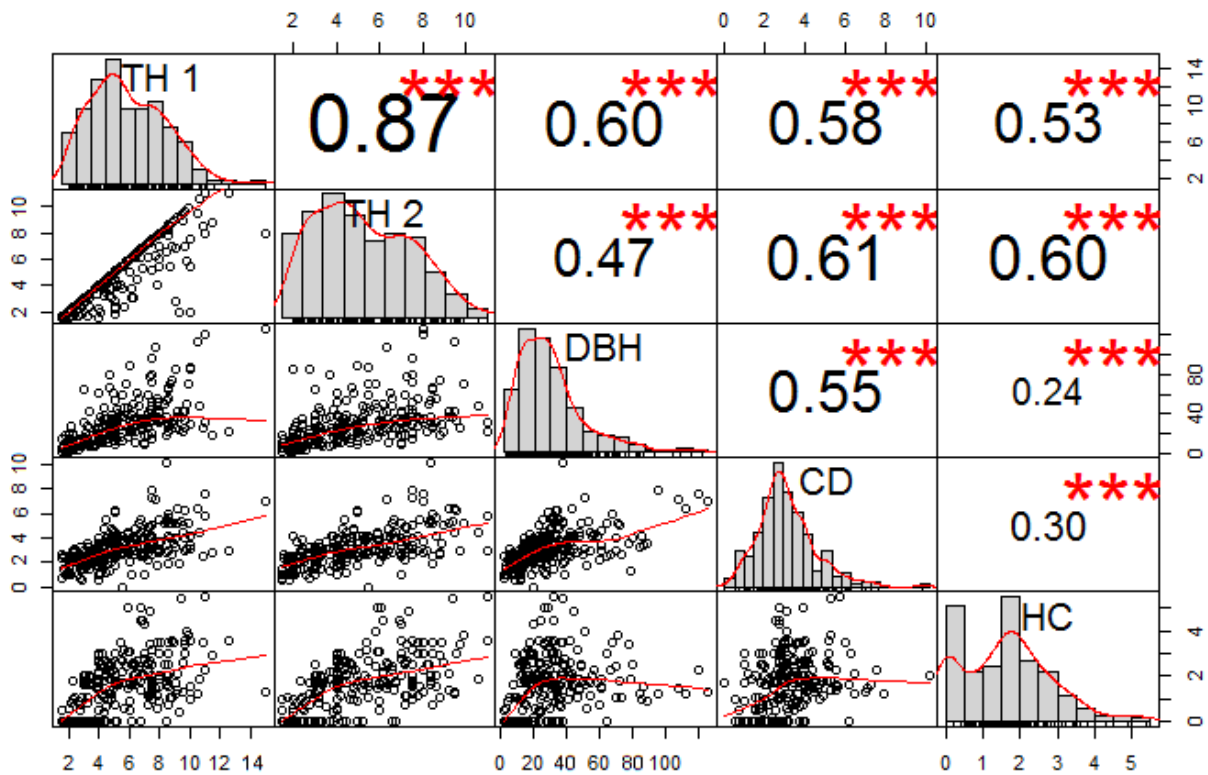 2 4 6 8 10 0 2 4 6 8 10
TH 1 0.87 *** 0.60 *** 0.58 *** 0.53 *** 2 6 10 14
2 4 6 8 10 TH 2 0.47 *** 0.61 *** 0.60 ***
DBH 0.55 *** 0.24 *** 0 40 80
0 2 4 6 8 10 CD 0.30 ***
HC 0 2 4
2 4 6 8 10 14 0 20 40 60 80 100 0 1 2 3 4 5